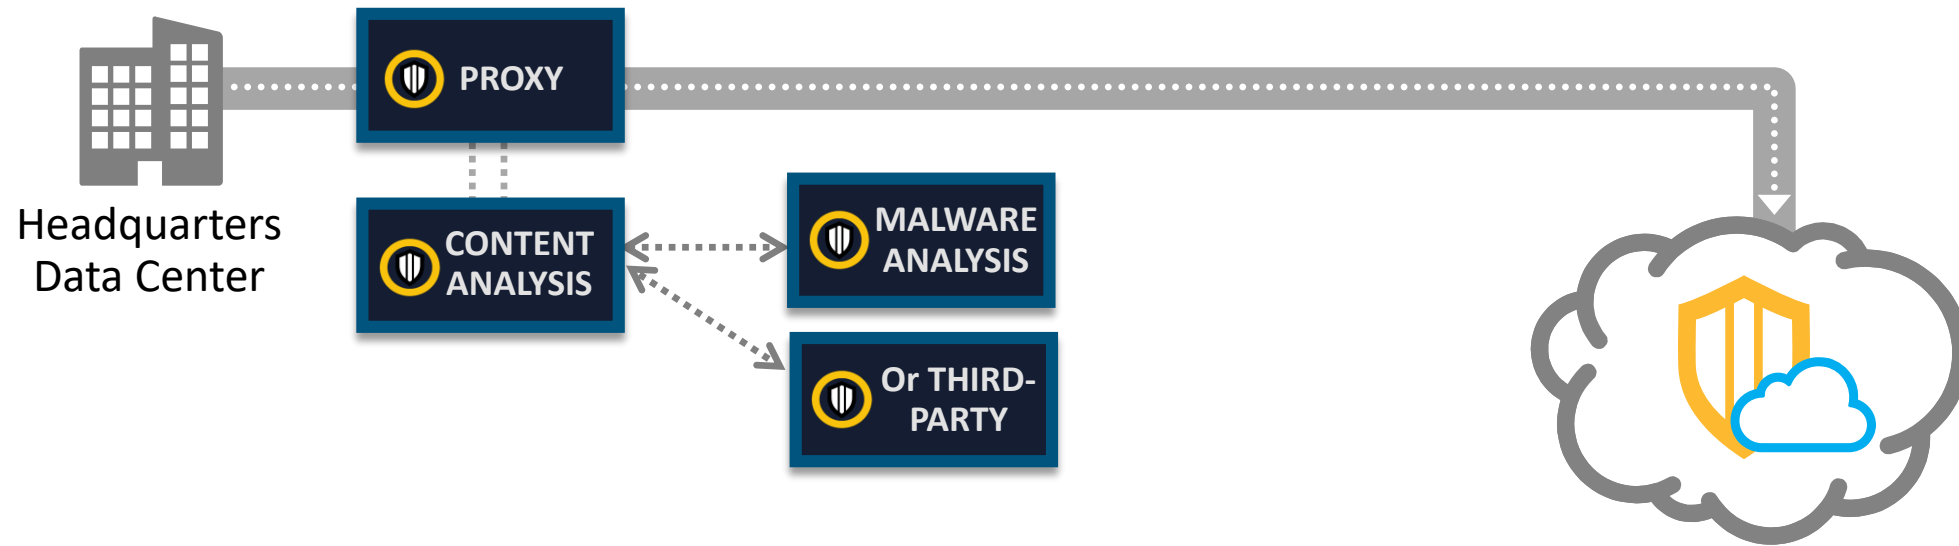 PROXY
Headquarters
Data Center
CONTENT
ANALYSIS
MALWARE
ANALYSIS
Or THIRD-
PARTY